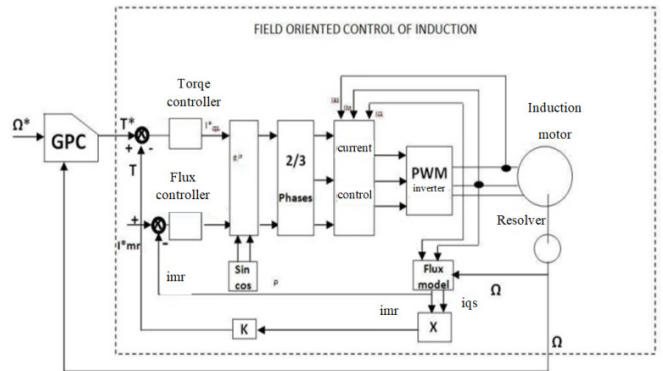 FIELD ORIENTED CONTROL OF INDUCTION
Torqe
controller
Induction
motor
Ω*
GPC
T*
+
-
T
I*qs
2/3
Phases
current
control
PWM
inverter
Flux
controller
Resolver
+
-
I*mr
Sin
cos
ρ
Flux
model
Ω
imr
imr
iqs
Ω
K
X